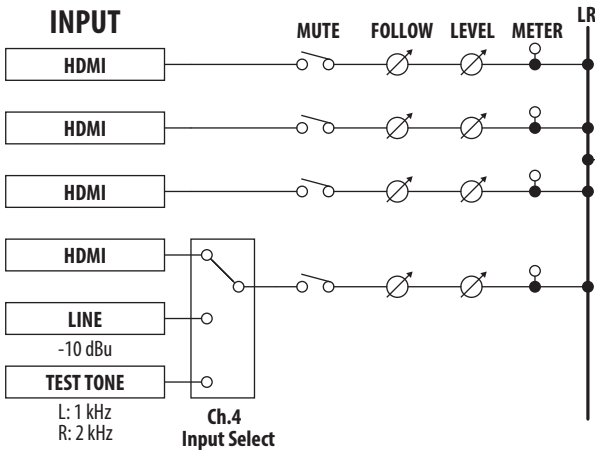 INPUT
MUTE FOLLOW LEVEL METER LR
HDMI
HDMI
HDMI
HDMI
LINE
-10 dBu
TEST TONE
L: 1 kHz
R: 2 kHz
Ch.4
Input Select